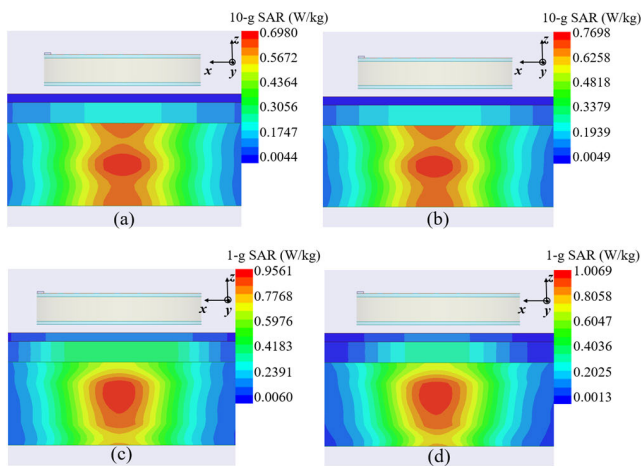 10-g SAR (W/kg)
0.6980
0.5672
0.4364
0.3056
0.1747
0.0044
z
x
y
(a)
10-g SAR (W/kg)
0.7698
0.6258
0.4818
0.3379
0.1939
0.0049
z
x
y
(b)
1-g SAR (W/kg)
0.9561
0.7768
0.5976
0.4183
0.2391
0.0060
z
x
y
(c)
1-g SAR (W/kg)
1.0069
0.8058
0.6047
0.4036
0.2025
0.0013
z
x
y
(d)